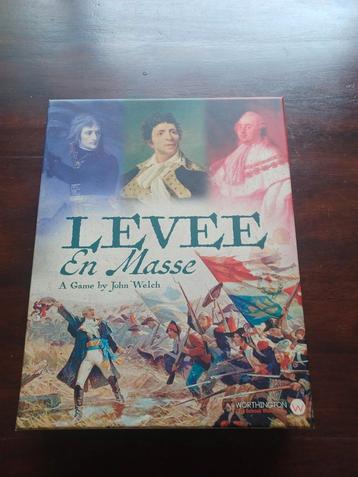 LEVEE
En Masse
A Game by John Welch
WORTHINGTON